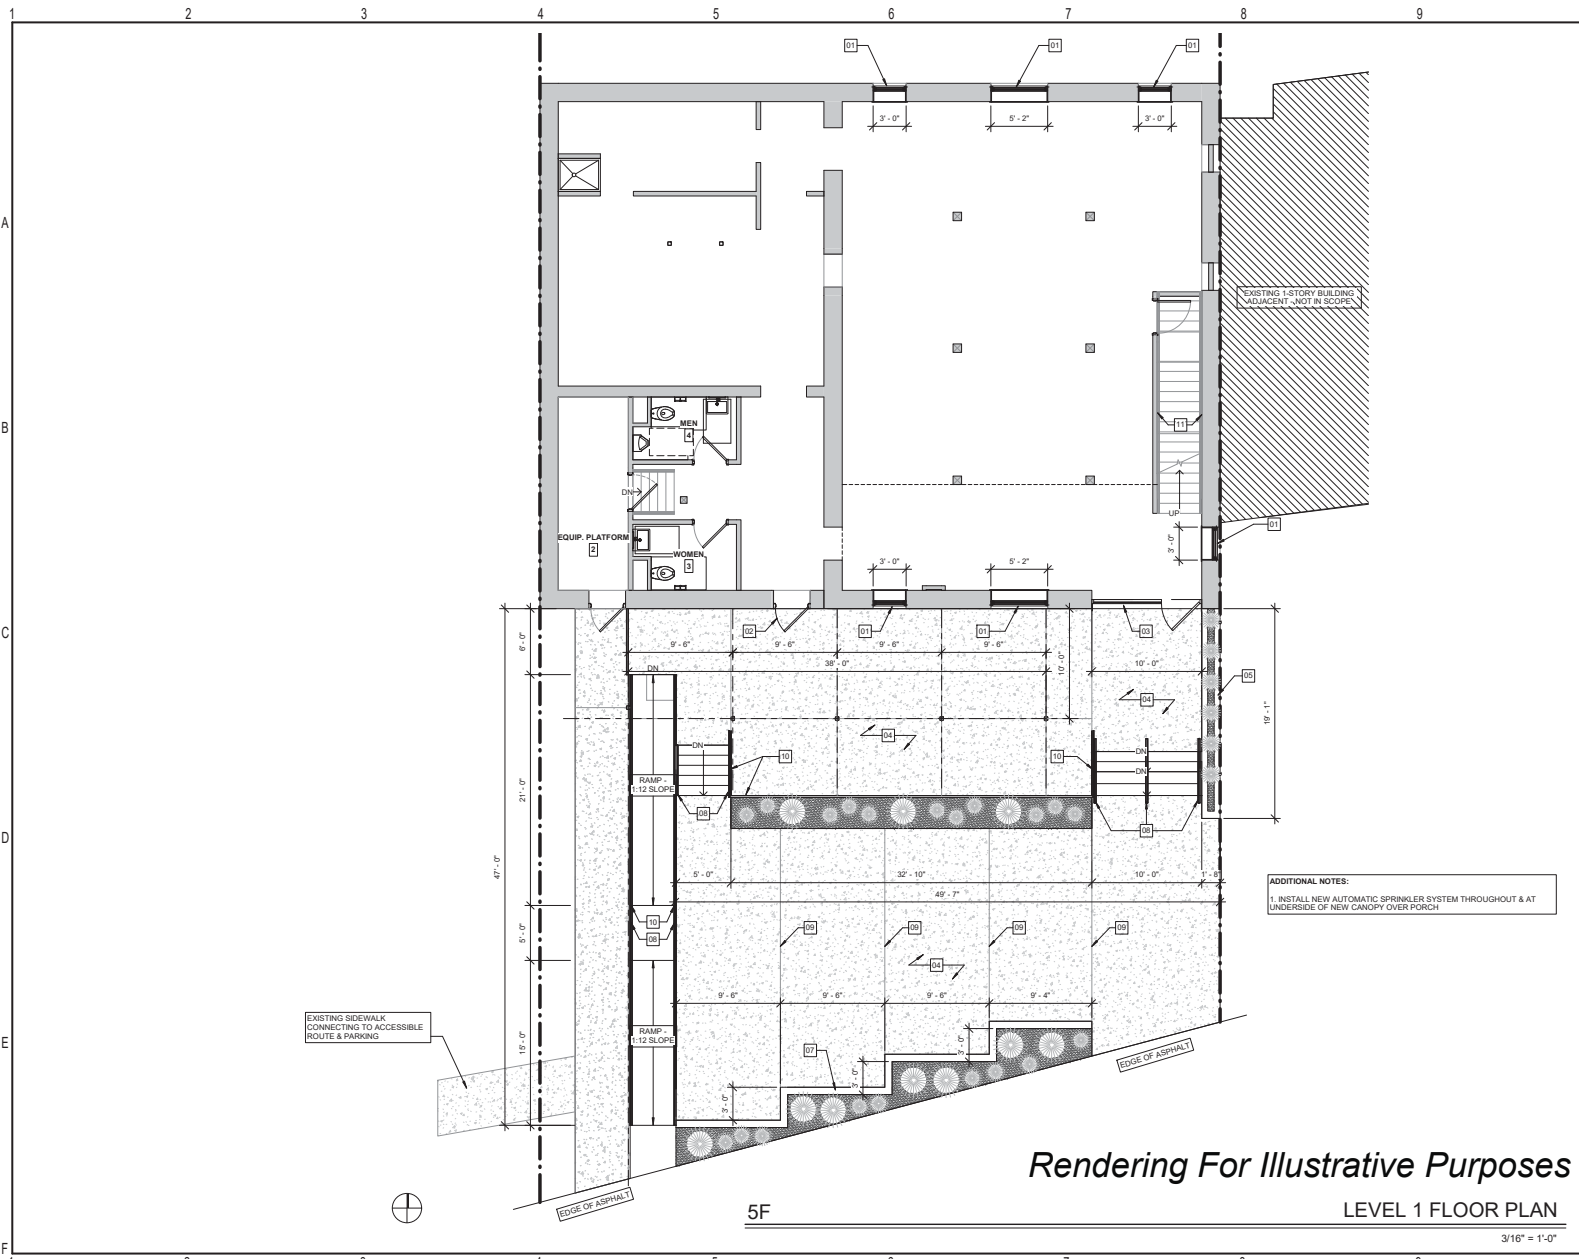 1 2 3 4 5 6 7 8 9
01 01 01
3' - 0" 5' - 2" 3' - 0"
A
EXISTING 1-STORY BUILDING
ADJACENT - NOT IN SCOPE
B
MEN
4
11
DN
UP
01
3' - 0"
EQUIP. PLATFORM
2
WOMEN
3
3' - 0" 5' - 2"
C
6' - 0"
02 01 01 03
9' - 6" 9' - 6" 9' - 6" 9' - 6"
38' - 0"
10' - 0"
10' - 0"
DN
05
04
19' - 1"
04
DN
10 10
DN
DN
RAMP -
1:12 SLOPE
21' - 0"
08
08
D
47' - 0"
5' - 0" 32' - 10" 10' - 0" 1' - 8"
49' - 7"
ADDITIONAL NOTES:
1. INSTALL NEW AUTOMATIC SPRINKLER SYSTEM THROUGHOUT & AT
UNDERSIDE OF NEW CANOPY OVER PORCH
10
08
5' - 0"
09 09 09 09
04
9' - 6" 9' - 6" 9' - 6" 9' - 4"
EXISTING SIDEWALK
CONNECTING TO ACCESSIBLE
ROUTE & PARKING
E
RAMP -
1:12 SLOPE
15' - 0"
07
3' - 0"
3' - 0"
3' - 0"
EDGE OF ASPHALT
EDGE OF ASPHALT
Rendering For Illustrative Purposes
5F
LEVEL 1 FLOOR PLAN
3/16" = 1'-0"
F